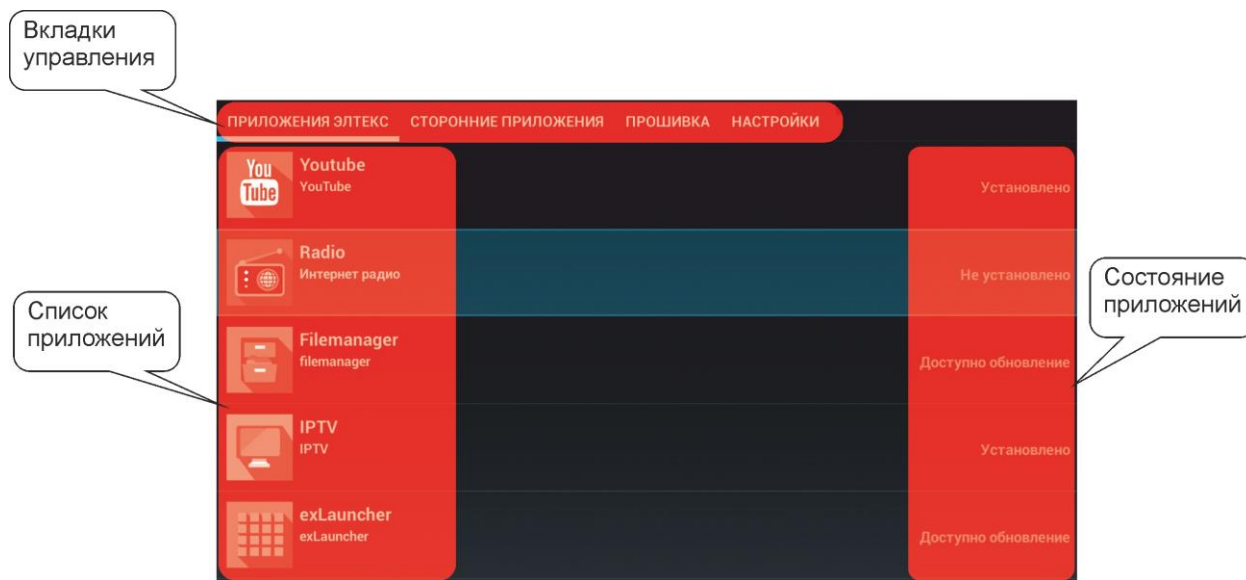 Вкладки
управления
ПРИЛОЖЕНИЯ ЭЛТЕКС СТОРОННИЕ ПРИЛОЖЕНИЯ ПРОШИВКА НАСТРОЙКИ
You
Tube
Youtube
YouTube
Установлено
Radio
Интернет радио
Не установлено
Filemanager
filemanager
Доступно обновление
IPTV
IPTV
Установлено
exLauncher
exLauncher
Доступно обновление
Список
приложений
Состояние
приложений